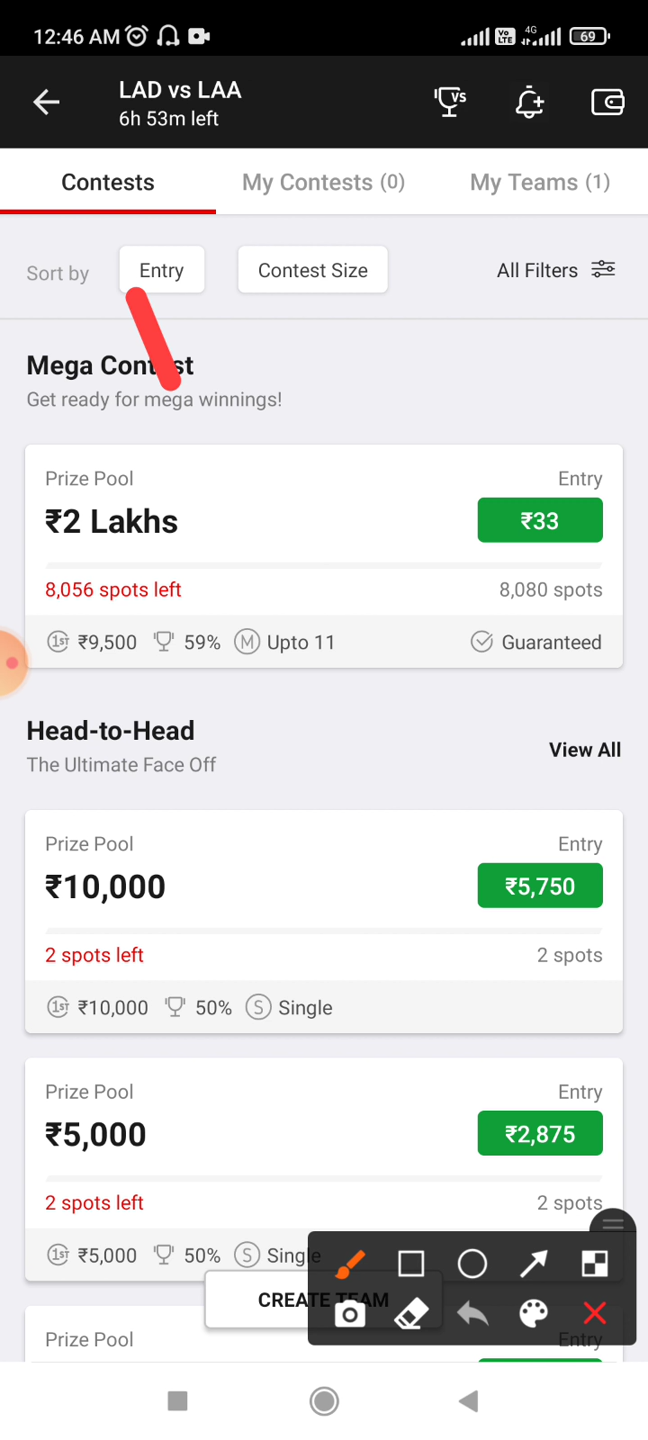 12:46 AM
Vo LTE 4G 69
LAD vs LAA
6h 53m left
VS
Contests My Contests (0) My Teams (1)
Sort by Entry Contest Size All Filters
Mega Contest
Get ready for mega winnings!
Prize Pool Entry
₹2 Lakhs ₹33
8,056 spots left 8,080 spots
1ST ₹9,500 59% M Upto 11 Guaranteed
Head-to-Head
The Ultimate Face Off
View All
Prize Pool Entry
₹10,000 ₹5,750
2 spots left 2 spots
1ST ₹10,000 50% S Single
Prize Pool Entry
₹5,000 ₹2,875
2 spots left 2 spots
1ST ₹5,000 50% S Single
CREATE TEAM
Prize Pool Entry